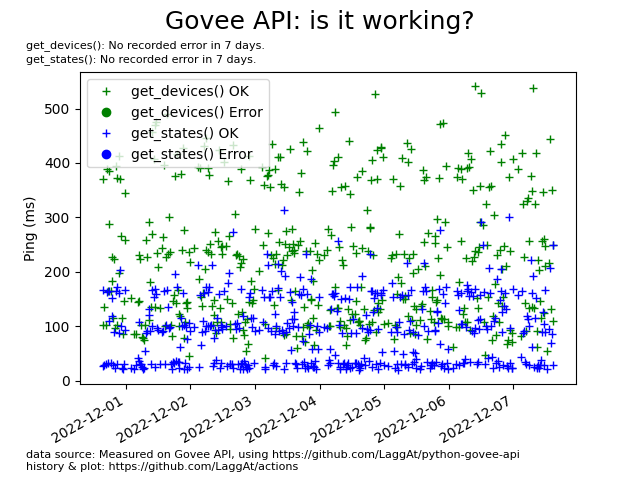 Govee API: is it working?
get_devices(): No recorded error in 7 days.
get_states(): No recorded error in 7 days.
get_devices() OK
get_devices() Error
get_states() OK
get_states() Error
Ping (ms)
500
400
300
200
100
0
2022-12-01
2022-12-02
2022-12-03
2022-12-04
2022-12-05
2022-12-06
2022-12-07
data source: Measured on Govee API, using https://github.com/LaggAt/python-govee-api
history & plot: https://github.com/LaggAt/actions